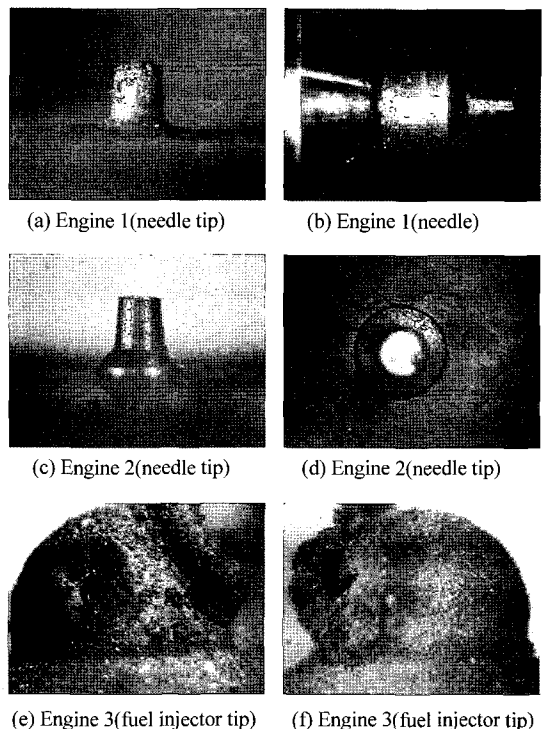 (a) Engine 1(needle tip)
(b) Engine 1(needle)
(c) Engine 2(needle tip)
(d) Engine 2(needle tip)
(e) Engine 3(fuel injector tip)
(f) Engine 3(fuel injector tip)